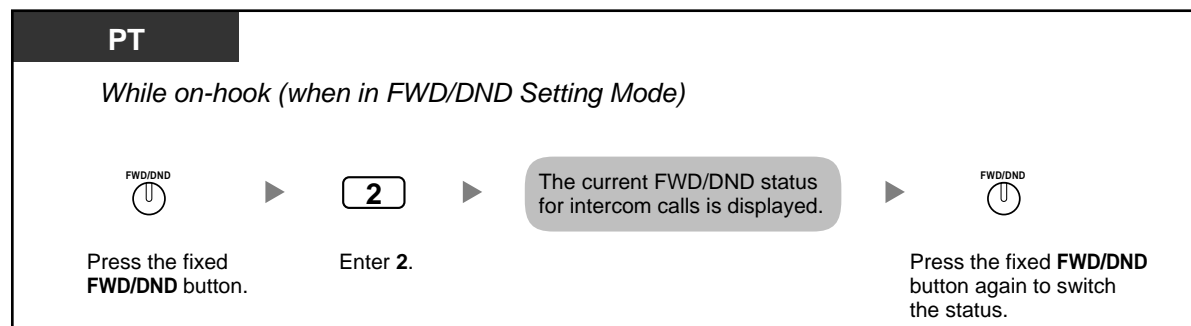 PT
While on-hook (when in FWD/DND Setting Mode)
FWD/DND
2
The current FWD/DND status
for intercom calls is displayed.
FWD/DND
Press the fixed
FWD/DND button.
Enter 2.
Press the fixed FWD/DND
button again to switch
the status.